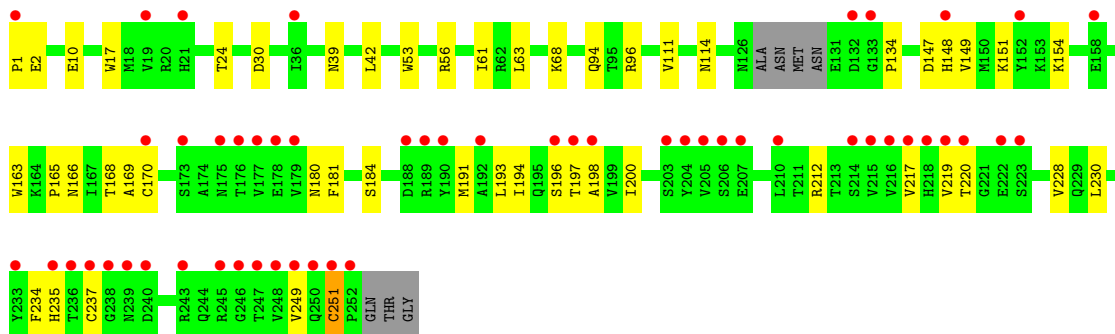 P1 E2 E10 W17 M18 V19 R20 H21 T24 D30 I36 N39 L42 W53 R56 I61 R62 L63 K68 Q94 T95 R96 V111 N114 N126 ALA ASN MET ASN E131 D132 G133 P134 D147 H148 V149 M150 K151 Y152 K153 K154 E158
W163 K164 P165 N166 I167 T168 A169 C170 S173 A174 N175 T176 V177 E178 V179 N180 F181 S184 D188 R189 Y190 M191 A192 L193 I194 Q195 S196 T197 A198 V199 I200 S203 Y204 V205 S206 E207 L210 T211 R212 T213 S214 V215 V216 V217 H218 V219 T220 G221 E222 S223 V228 Q229 L230
Y233 F234 H235 T236 C237 G238 N239 D240 R243 Q244 R245 G246 T247 V248 V249 Q250 C251 P252 GLN THR GLY